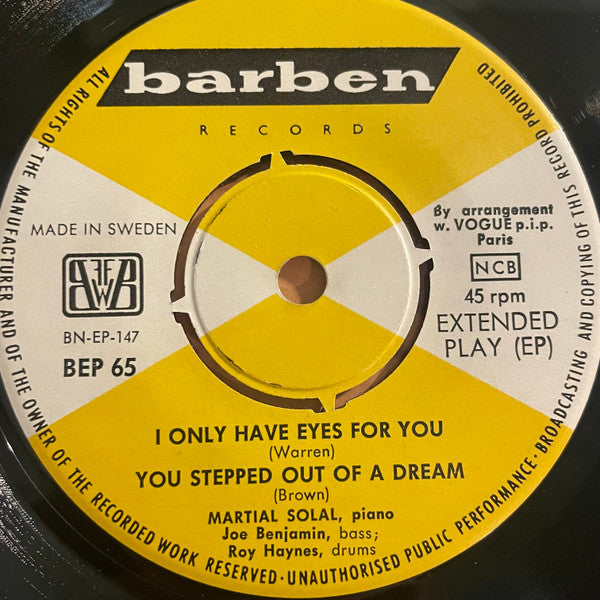 barben
RECORDS
MADE IN SWEDEN
BN-EP-147
BEP 65
By arrangement
w. VOGUE p.i.p.
Paris
NCB
45 rpm
EXTENDED
PLAY (EP)
I ONLY HAVE EYES FOR YOU
(Warren)
YOU STEPPED OUT OF A DREAM
(Brown)
MARTIAL SOLAL, piano
Joe Benjamin, bass;
Roy Haynes, drums
ALL RIGHTS OF THE MANUFACTURER AND OF THE OWNER OF THE RECORDED WORK RESERVED · UNAUTHORISED PUBLIC PERFORMANCE · BROADCASTING AND COPYING OF THIS RECORD PROHIBITED